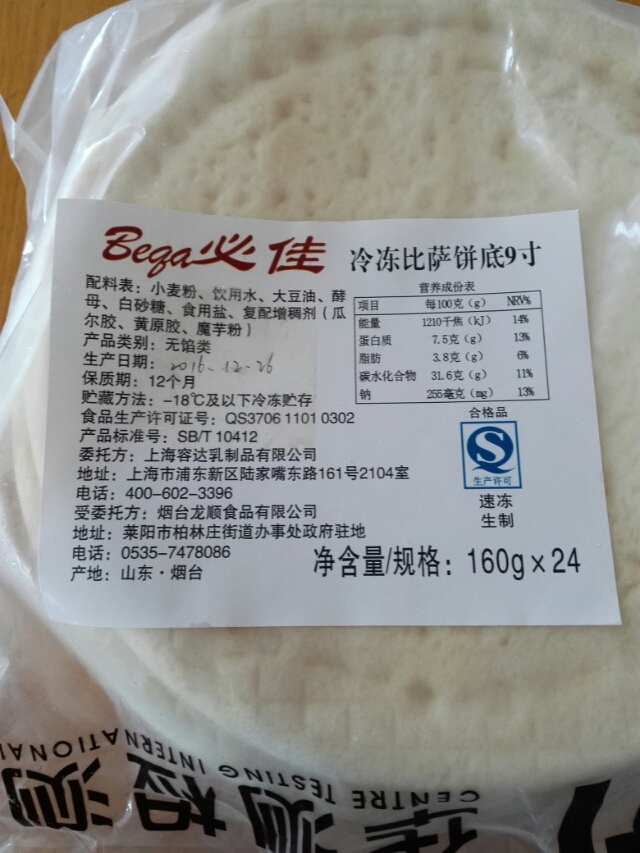 Bega必佳 冷冻比萨饼底9寸
配料表：小麦粉、饮用水、大豆油、酵
母、白砂糖、食用盐、复配增稠剂（瓜
尔胶、黄原胶、魔芋粉）
产品类别：无馅类
生产日期：2016.12.26
保质期：12个月
贮藏方法：-18℃及以下冷冻贮存
食品生产许可证号：QS3706 1101 0302
产品标准号：SB/T 10412
委托方：上海容达乳制品有限公司
地址：上海市浦东新区陆家嘴东路161号2104室
电话：400-602-3396
受委托方：烟台龙顺食品有限公司
地址：莱阳市柏林庄街道办事处政府驻地
电话：0535-7478086
产地：山东·烟台
营养成份表
项目 每100克（g） NRV%
能量 1210千焦（kJ） 14%
蛋白质 7.5克（g） 13%
脂肪 3.8克（g） 6%
碳水化合物 31.6克（g） 11%
钠 255毫克（mg） 13%
合格品
S
生产许可
速冻
生制
净含量/规格：160g×24
CENTRE TESTING INTERNATIONAL
华测检测